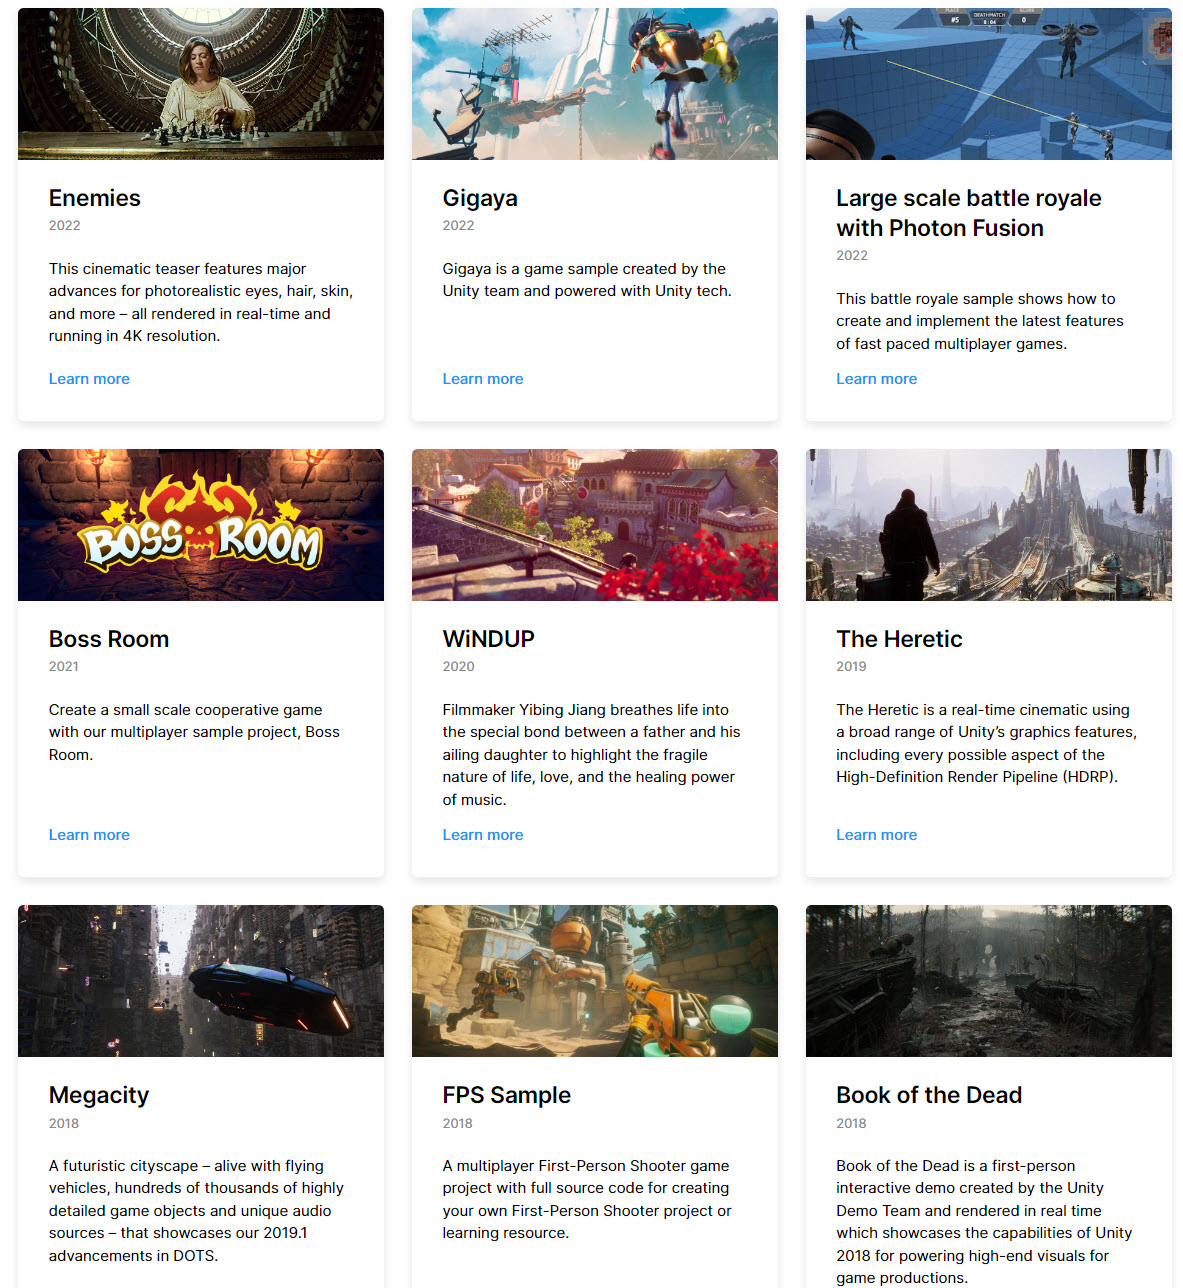 PLACE
#5
DEATHMATCH
8:04
SCORE
0
Enemies
2022
This cinematic teaser features major
advances for photorealistic eyes, hair, skin,
and more – all rendered in real-time and
running in 4K resolution.
Learn more
Gigaya
2022
Gigaya is a game sample created by the
Unity team and powered with Unity tech.
Learn more
Large scale battle royale
with Photon Fusion
2022
This battle royale sample shows how to
create and implement the latest features
of fast paced multiplayer games.
Learn more
BOSS ROOM
Boss Room
2021
Create a small scale cooperative game
with our multiplayer sample project, Boss
Room.
Learn more
WiNDUP
2020
Filmmaker Yibing Jiang breathes life into
the special bond between a father and his
ailing daughter to highlight the fragile
nature of life, love, and the healing power
of music.
Learn more
The Heretic
2019
The Heretic is a real-time cinematic using
a broad range of Unity’s graphics features,
including every possible aspect of the
High-Definition Render Pipeline (HDRP).
Learn more
Megacity
2018
A futuristic cityscape – alive with flying
vehicles, hundreds of thousands of highly
detailed game objects and unique audio
sources – that showcases our 2019.1
advancements in DOTS.
FPS Sample
2018
A multiplayer First-Person Shooter game
project with full source code for creating
your own First-Person Shooter project or
learning resource.
Book of the Dead
2018
Book of the Dead is a first-person
interactive demo created by the Unity
Demo Team and rendered in real time
which showcases the capabilities of Unity
2018 for powering high-end visuals for
game productions.